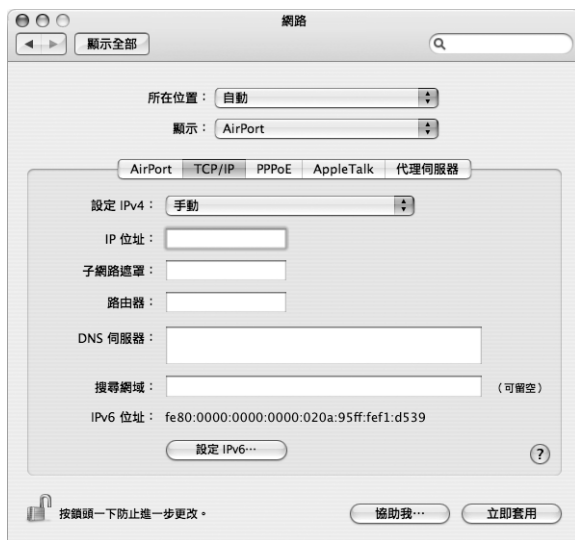 網路
顯示全部
所在位置： 自動
顯示： AirPort
AirPort TCP/IP PPPoE AppleTalk 代理伺服器
設定 IPv4： 手動
IP 位址：
子網路遮罩：
路由器：
DNS 伺服器：
搜尋網域： （可留空）
IPv6 位址： fe80:0000:0000:0000:020a:95ff:fef1:d539
設定 IPv6⋯
?
按鎖頭一下防止進一步更改。 協助我⋯ 立即套用